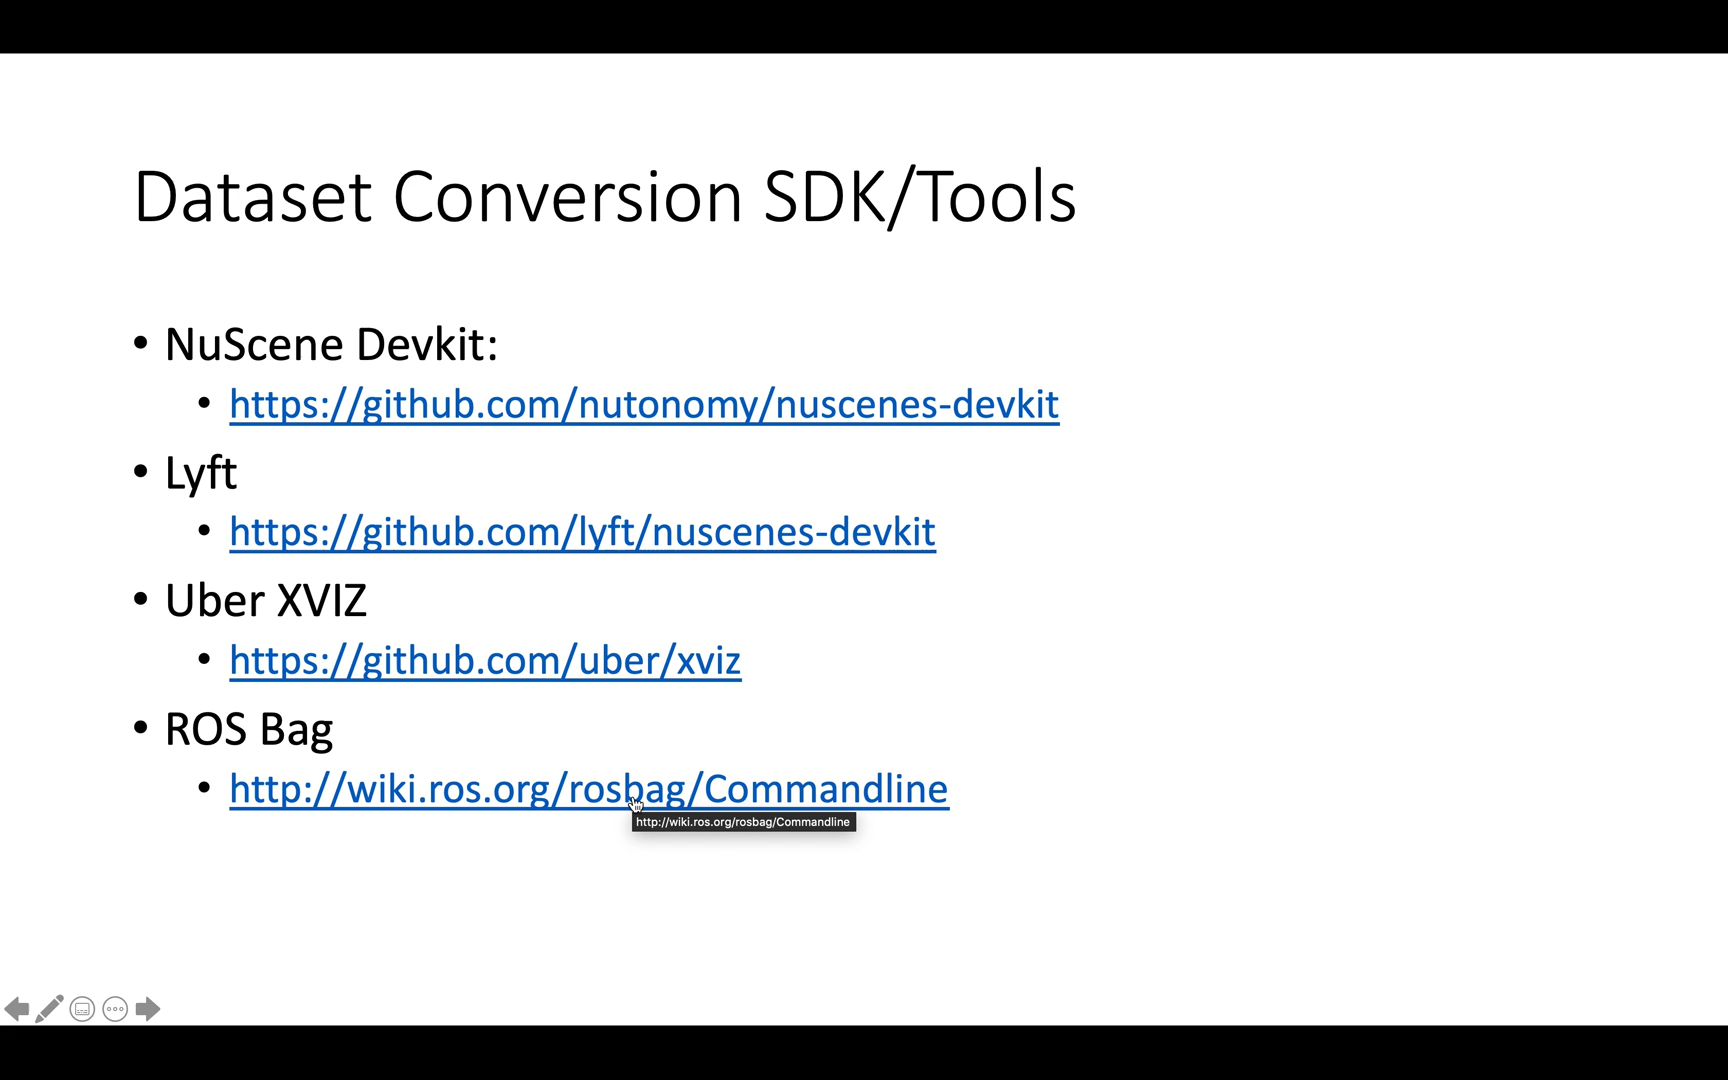 Dataset Conversion SDK/Tools
• NuScene Devkit:
• https://github.com/nutonomy/nuscenes-devkit
• Lyft
• https://github.com/lyft/nuscenes-devkit
• Uber XVIZ
• https://github.com/uber/xviz
• ROS Bag
• http://wiki.ros.org/rosbag/Commandline
http://wiki.ros.org/rosbag/Commandline